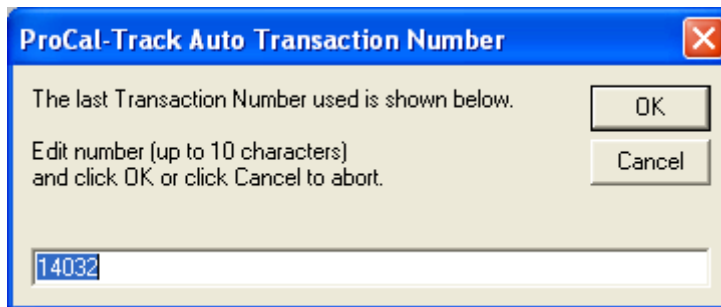 ProCal-Track Auto Transaction Number
The last Transaction Number used is shown below.
OK
Edit number (up to 10 characters)
and click OK or click Cancel to abort.
Cancel
14032